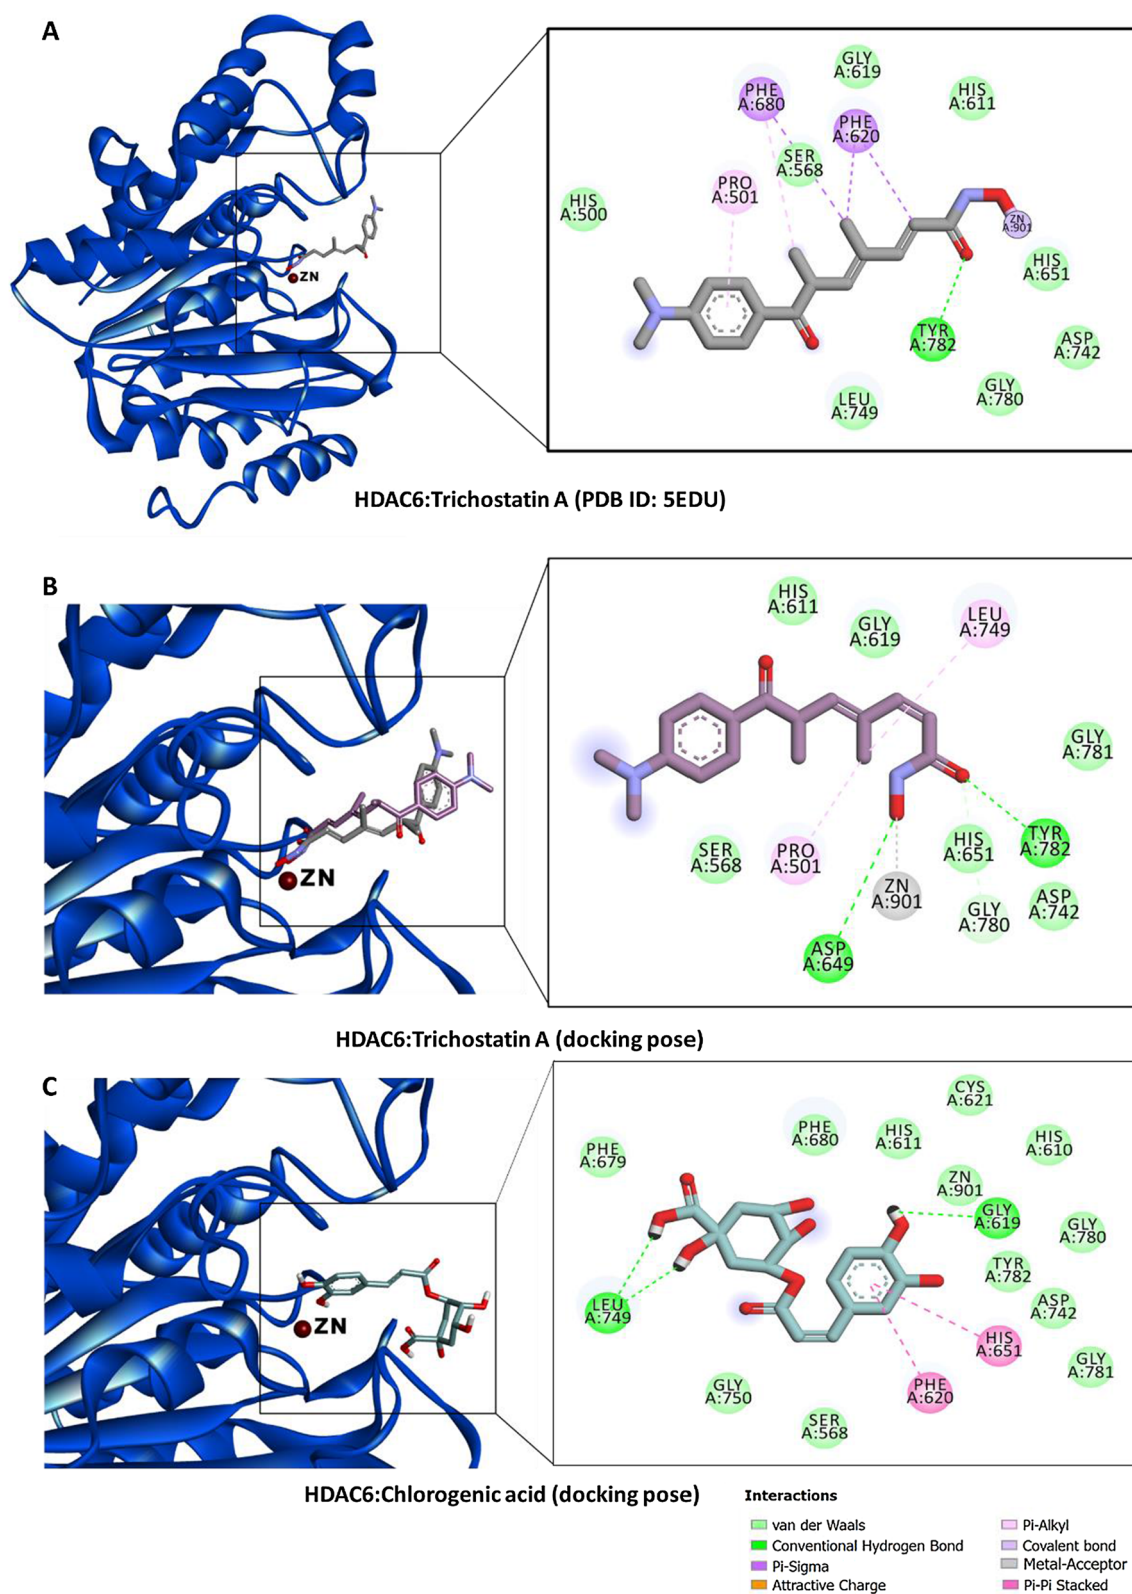 A
ZN
GLY
A:619
PHE
A:680
HIS
A:611
PHE
A:620
SER
A:568
PRO
A:501
HIS
A:500
ZN
A:901
HIS
A:651
TYR
A:782
ASP
A:742
GLY
A:780
LEU
A:749
HDAC6:Trichostatin A (PDB ID: 5EDU)
B
ZN
HIS
A:611
GLY
A:619
LEU
A:749
GLY
A:781
SER
A:568
PRO
A:501
HIS
A:651
TYR
A:782
ZN
A:901
GLY
A:780
ASP
A:742
ASP
A:649
HDAC6:Trichostatin A (docking pose)
C
ZN
CYS
A:621
PHE
A:680
HIS
A:611
HIS
A:610
PHE
A:679
ZN
A:901
GLY
A:619
GLY
A:780
TYR
A:782
LEU
A:749
ASP
A:742
HIS
A:651
GLY
A:781
PHE
A:620
GLY
A:750
SER
A:568
HDAC6:Chlorogenic acid (docking pose)
Interactions
van der Waals
Conventional Hydrogen Bond
Pi-Sigma
Attractive Charge
Pi-Alkyl
Covalent bond
Metal-Acceptor
Pi-Pi Stacked